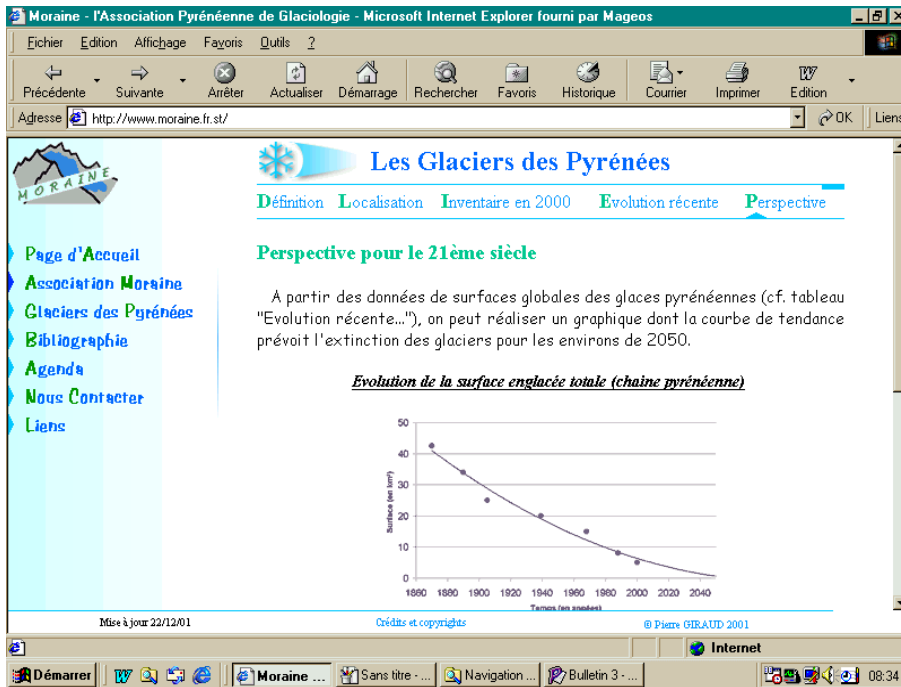 Moraine - l'Association Pyrénéenne de Glaciologie - Microsoft Internet Explorer fourni par Mageos
Fichier Edition Affichage Favoris Outils ?
Précédente Suivante Arrêter Actualiser Démarrage Rechercher Favoris Historique Courrier Imprimer Edition
Adresse http://www.moraine.fr.st/ OK Liens
MORAINE
Les Glaciers des Pyrénées
Définition Localisation Inventaire en 2000 Evolution récente Perspective
Page d'Accueil
Association Moraine
Glaciers des Pyrénées
Bibliographie
Agenda
Nous Contacter
Liens
Perspective pour le 21ème siècle
A partir des données de surfaces globales des glaces pyrénéennes (cf. tableau
"Evolution récente..."), on peut réaliser un graphique dont la courbe de tendance
prévoit l'extinction des glaciers pour les environs de 2050.
Evolution de la surface englacée totale (chaine pyrénéenne)
Surface (en km²)
50
40
30
20
10
0
1860 1880 1900 1920 1940 1960 1980 2000 2020 2040
Temps (en années)
Mise à jour 22/12/01 Crédits et copyrights © Pierre GIRAUD 2001
Internet
Démarrer Moraine ... Sans titre - ... Navigation ... Bulletin 3 - ... 08:34